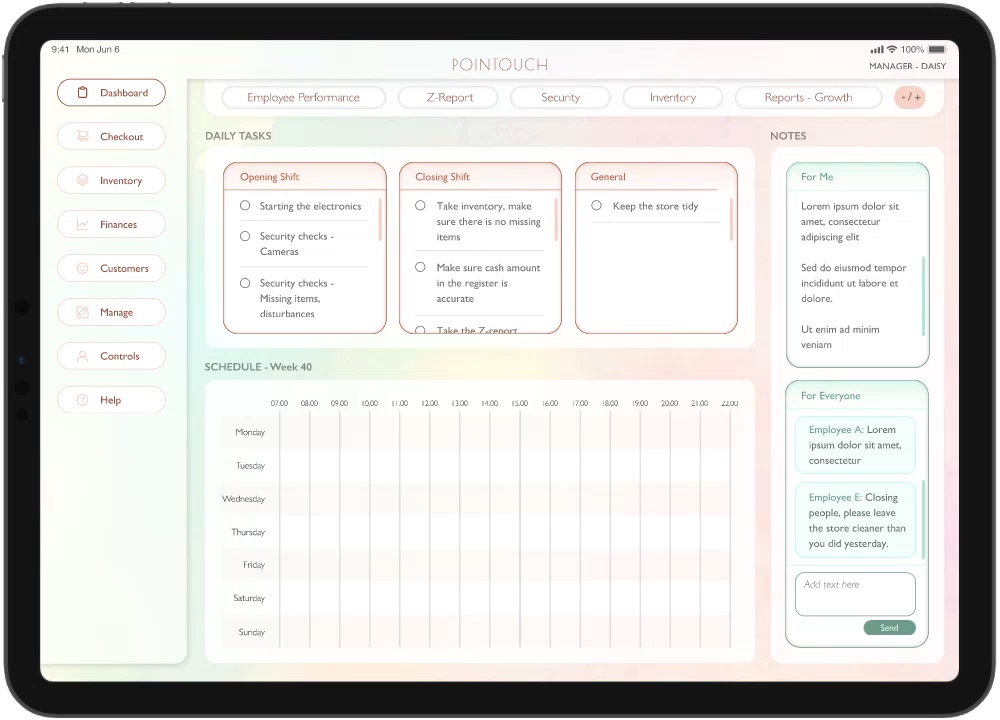 9:41 Mon Jun 6
100%
POINTOUCH
MANAGER - DAISY
Dashboard
Checkout
Inventory
Finances
Customers
Manage
Controls
Help
Employee Performance
Z-Report
Security
Inventory
Reports - Growth
- / +
DAILY TASKS
Opening Shift
Starting the electronics
Security checks -
Cameras
Security checks -
Missing items,
disturbances
Closing Shift
Take inventory, make
sure there is no missing
items
Make sure cash amount
in the register is
accurate
Take the Z-report
General
Keep the store tidy
NOTES
For Me
Lorem ipsum dolor sit
amet, consectetur
adipiscing elit
Sed do eiusmod tempor
incididunt ut labore et
dolore.
Ut enim ad minim
veniam
For Everyone
Employee A: Lorem
ipsum dolor sit amet,
consectetur
Employee E: Closing
people, please leave
the store cleaner than
you did yesterday.
Add text here
Send
SCHEDULE - Week 40
07.00 08.00 09.00 10.00 11.00 12.00 13.00 14.00 15.00 16.00 17.00 18.00 19.00 20.00 21.00 22.00
Monday
Tuesday
Wednesday
Thursday
Friday
Saturday
Sunday